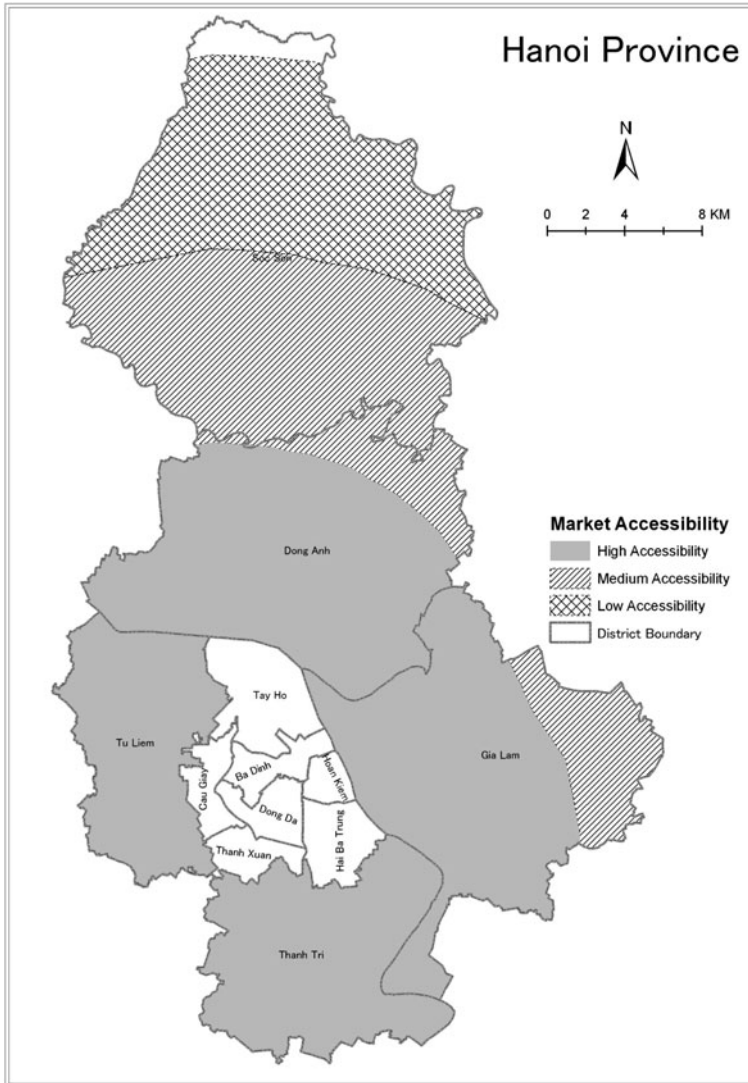 Hanoi Province
N
0 2 4 8 KM
Soc Son
Dong Anh
Market Accessibility
High Accessibility
Medium Accessibility
Low Accessibility
District Boundary
Tay Ho
Tu Liem
Gia Lam
Cau Giay
Ba Dinh
Hoan Kiem
Dong Da
Hai Ba Trung
Thanh Xuan
Thanh Tri